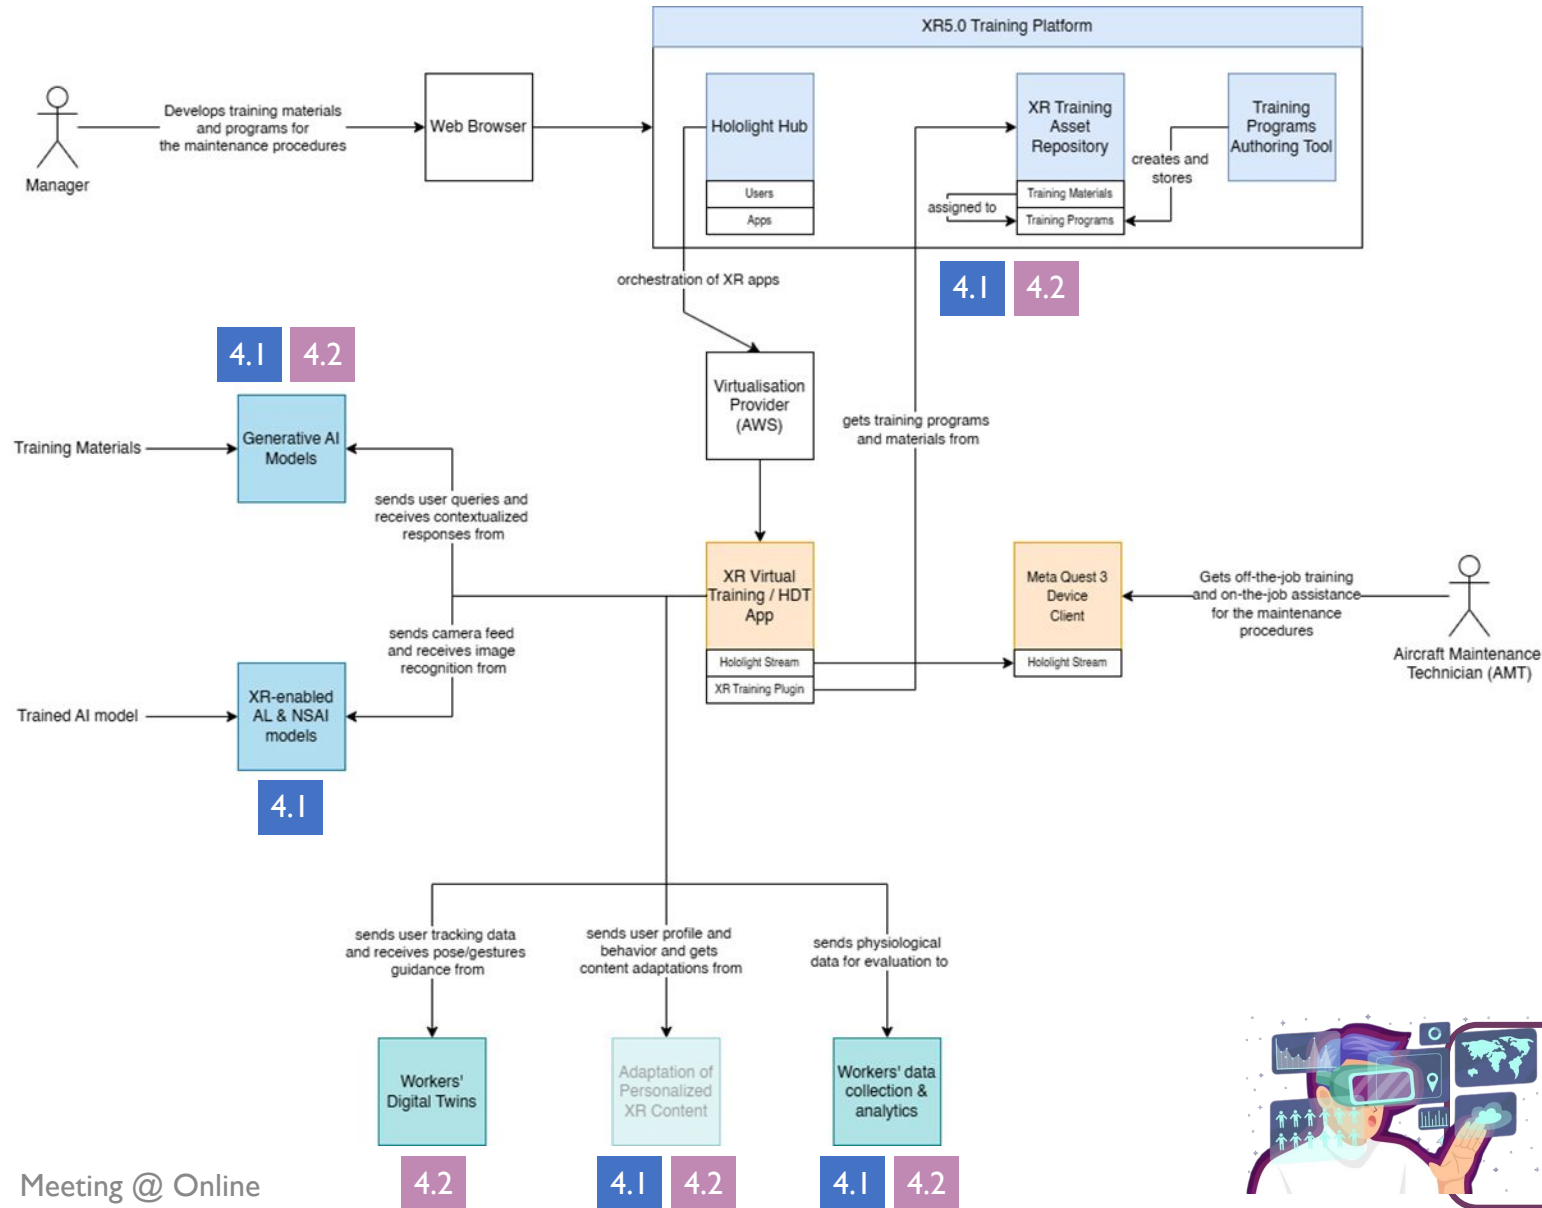 XR5.0 Training Platform
Develops training materials
and programs for
the maintenance procedures
Manager
Web Browser
Hololight Hub
Users
Apps
XR Training
Asset
Repository
Training Materials
Training Programs
assigned to
creates and
stores
Training
Programs
Authoring Tool
4.1
4.2
orchestration of XR apps
4.1
4.2
Virtualisation
Provider
(AWS)
gets training programs
and materials from
Training Materials
Generative AI
Models
sends user queries and
receives contextualized
responses from
XR Virtual
Training / HDT
App
Hololight Stream
XR Training Plugin
Meta Quest 3
Device
Client
Hololight Stream
Gets off-the-job training
and on-the-job assistance
for the maintenance
procedures
Aircraft Maintenance
Technician (AMT)
sends camera feed
and receives image
recognition from
Trained AI model
XR-enabled
AL & NSAI
models
4.1
sends user tracking data
and receives pose/gestures
guidance from
sends user profile and
behavior and gets
content adaptations from
sends physiological
data for evaluation to
Workers'
Digital Twins
Adaptation of
Personalized
XR Content
Workers' data
collection &
analytics
4.2
4.1
4.2
4.1
4.2
Meeting @ Online